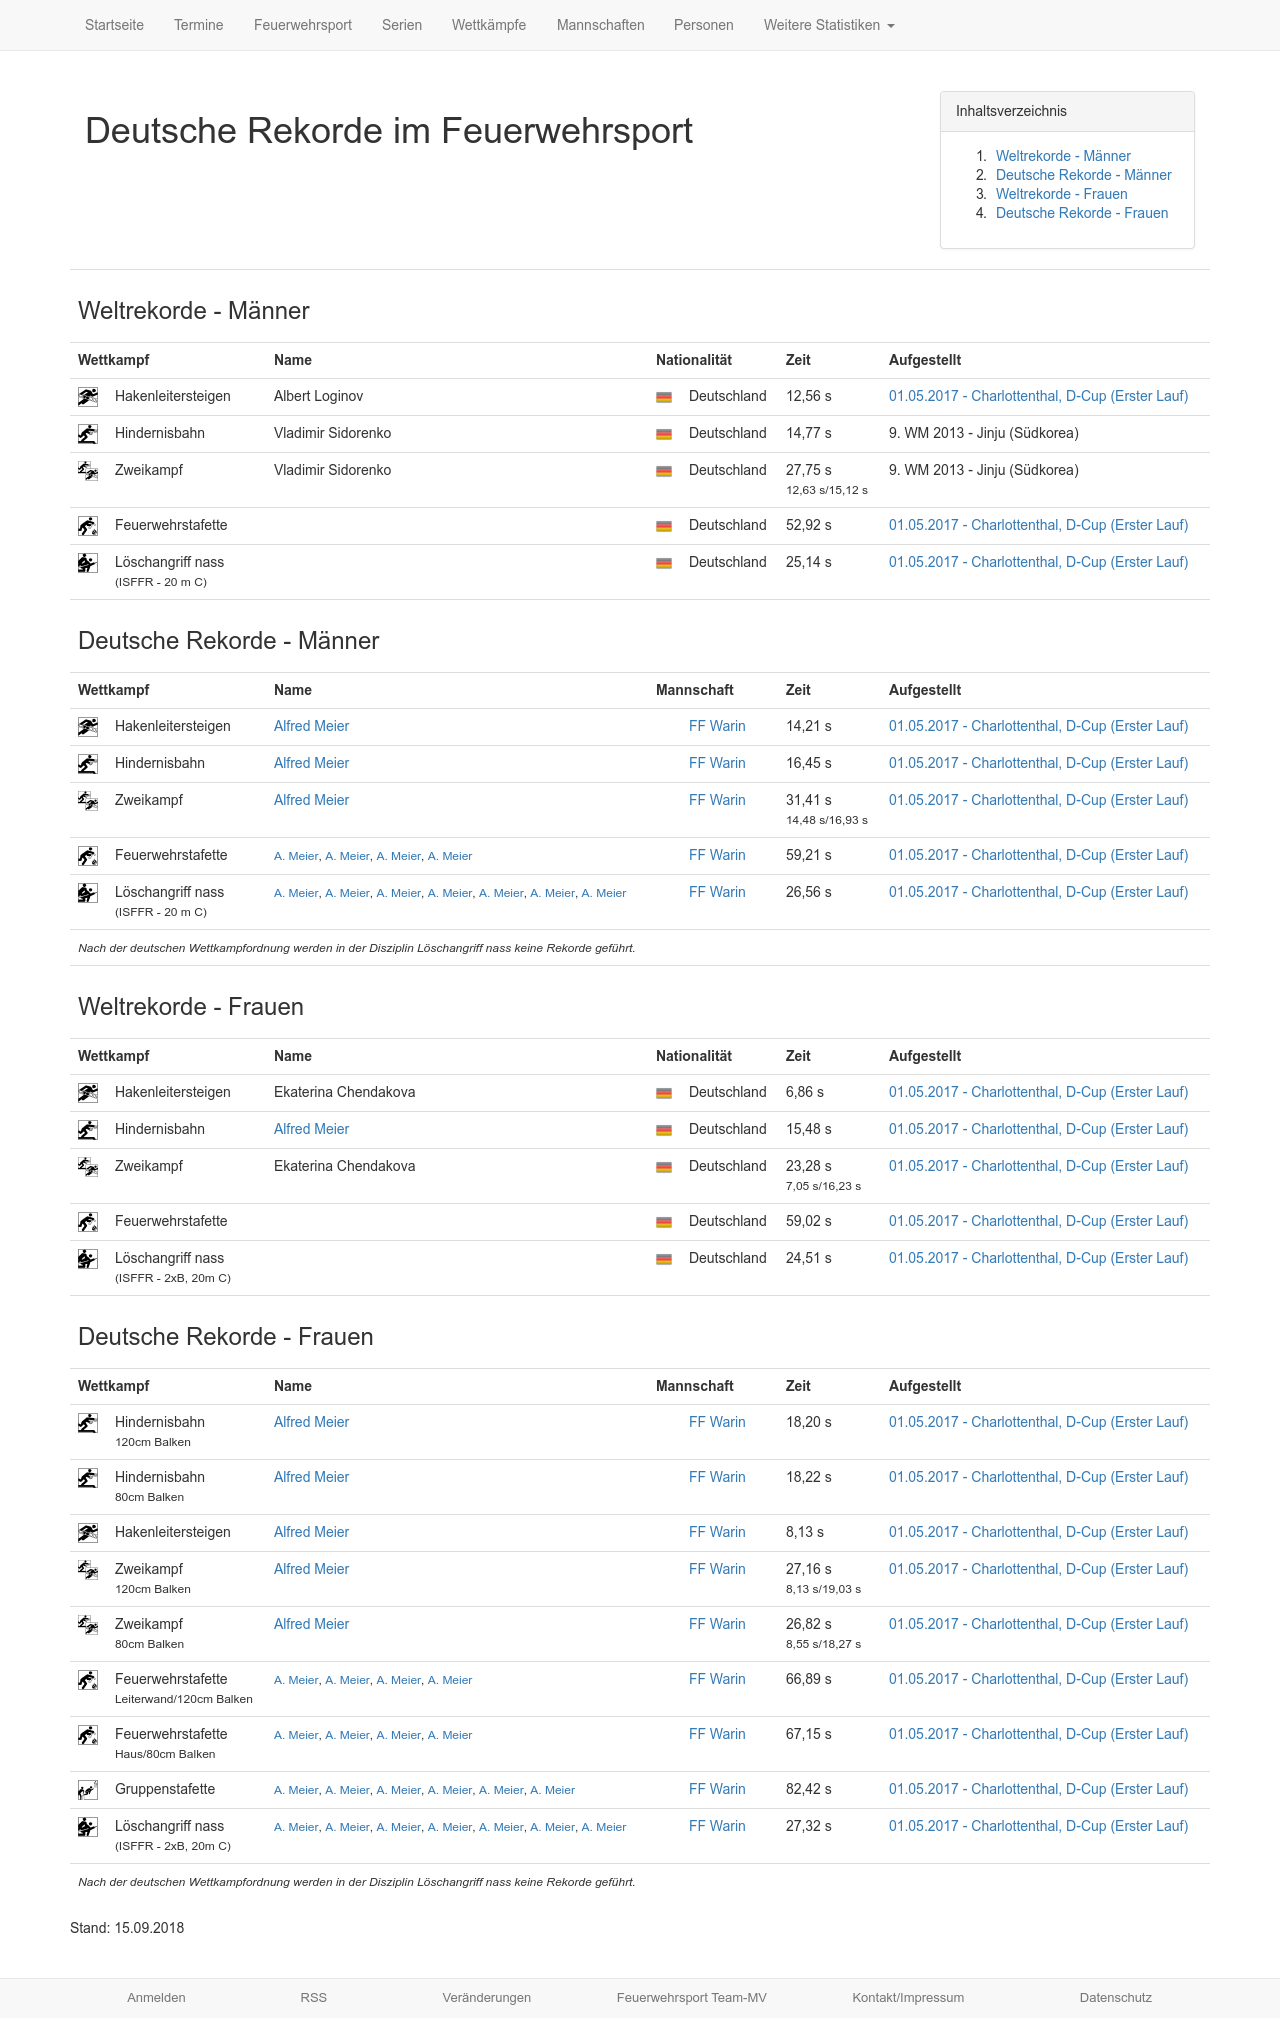 Startseite Termine Feuerwehrsport Serien Wettkämpfe Mannschaften Personen Weitere Statistiken
Deutsche Rekorde im Feuerwehrsport
Inhaltsverzeichnis
1. Weltrekorde - Männer
2. Deutsche Rekorde - Männer
3. Weltrekorde - Frauen
4. Deutsche Rekorde - Frauen
Weltrekorde - Männer
Wettkampf Name Nationalität Zeit Aufgestellt
Hakenleitersteigen Albert Loginov Deutschland 12,56 s 01.05.2017 - Charlottenthal, D-Cup (Erster Lauf)
Hindernisbahn Vladimir Sidorenko Deutschland 14,77 s 9. WM 2013 - Jinju (Südkorea)
Zweikampf Vladimir Sidorenko Deutschland 27,75 s 9. WM 2013 - Jinju (Südkorea)
12,63 s/15,12 s
Feuerwehrstafette Deutschland 52,92 s 01.05.2017 - Charlottenthal, D-Cup (Erster Lauf)
Löschangriff nass Deutschland 25,14 s 01.05.2017 - Charlottenthal, D-Cup (Erster Lauf)
(ISFFR - 20 m C)
Deutsche Rekorde - Männer
Wettkampf Name Mannschaft Zeit Aufgestellt
Hakenleitersteigen Alfred Meier FF Warin 14,21 s 01.05.2017 - Charlottenthal, D-Cup (Erster Lauf)
Hindernisbahn Alfred Meier FF Warin 16,45 s 01.05.2017 - Charlottenthal, D-Cup (Erster Lauf)
Zweikampf Alfred Meier FF Warin 31,41 s 01.05.2017 - Charlottenthal, D-Cup (Erster Lauf)
14,48 s/16,93 s
Feuerwehrstafette A. Meier, A. Meier, A. Meier, A. Meier FF Warin 59,21 s 01.05.2017 - Charlottenthal, D-Cup (Erster Lauf)
Löschangriff nass A. Meier, A. Meier, A. Meier, A. Meier, A. Meier, A. Meier, A. Meier FF Warin 26,56 s 01.05.2017 - Charlottenthal, D-Cup (Erster Lauf)
(ISFFR - 20 m C)
Nach der deutschen Wettkampfordnung werden in der Disziplin Löschangriff nass keine Rekorde geführt.
Weltrekorde - Frauen
Wettkampf Name Nationalität Zeit Aufgestellt
Hakenleitersteigen Ekaterina Chendakova Deutschland 6,86 s 01.05.2017 - Charlottenthal, D-Cup (Erster Lauf)
Hindernisbahn Alfred Meier Deutschland 15,48 s 01.05.2017 - Charlottenthal, D-Cup (Erster Lauf)
Zweikampf Ekaterina Chendakova Deutschland 23,28 s 01.05.2017 - Charlottenthal, D-Cup (Erster Lauf)
7,05 s/16,23 s
Feuerwehrstafette Deutschland 59,02 s 01.05.2017 - Charlottenthal, D-Cup (Erster Lauf)
Löschangriff nass Deutschland 24,51 s 01.05.2017 - Charlottenthal, D-Cup (Erster Lauf)
(ISFFR - 2xB, 20m C)
Deutsche Rekorde - Frauen
Wettkampf Name Mannschaft Zeit Aufgestellt
Hindernisbahn Alfred Meier FF Warin 18,20 s 01.05.2017 - Charlottenthal, D-Cup (Erster Lauf)
120cm Balken
Hindernisbahn Alfred Meier FF Warin 18,22 s 01.05.2017 - Charlottenthal, D-Cup (Erster Lauf)
80cm Balken
Hakenleitersteigen Alfred Meier FF Warin 8,13 s 01.05.2017 - Charlottenthal, D-Cup (Erster Lauf)
Zweikampf Alfred Meier FF Warin 27,16 s 01.05.2017 - Charlottenthal, D-Cup (Erster Lauf)
120cm Balken 8,13 s/19,03 s
Zweikampf Alfred Meier FF Warin 26,82 s 01.05.2017 - Charlottenthal, D-Cup (Erster Lauf)
80cm Balken 8,55 s/18,27 s
Feuerwehrstafette A. Meier, A. Meier, A. Meier, A. Meier FF Warin 66,89 s 01.05.2017 - Charlottenthal, D-Cup (Erster Lauf)
Leiterwand/120cm Balken
Feuerwehrstafette A. Meier, A. Meier, A. Meier, A. Meier FF Warin 67,15 s 01.05.2017 - Charlottenthal, D-Cup (Erster Lauf)
Haus/80cm Balken
Gruppenstafette A. Meier, A. Meier, A. Meier, A. Meier, A. Meier, A. Meier FF Warin 82,42 s 01.05.2017 - Charlottenthal, D-Cup (Erster Lauf)
Löschangriff nass A. Meier, A. Meier, A. Meier, A. Meier, A. Meier, A. Meier, A. Meier FF Warin 27,32 s 01.05.2017 - Charlottenthal, D-Cup (Erster Lauf)
(ISFFR - 2xB, 20m C)
Nach der deutschen Wettkampfordnung werden in der Disziplin Löschangriff nass keine Rekorde geführt.
Stand: 15.09.2018
Anmelden RSS Veränderungen Feuerwehrsport Team-MV Kontakt/Impressum Datenschutz